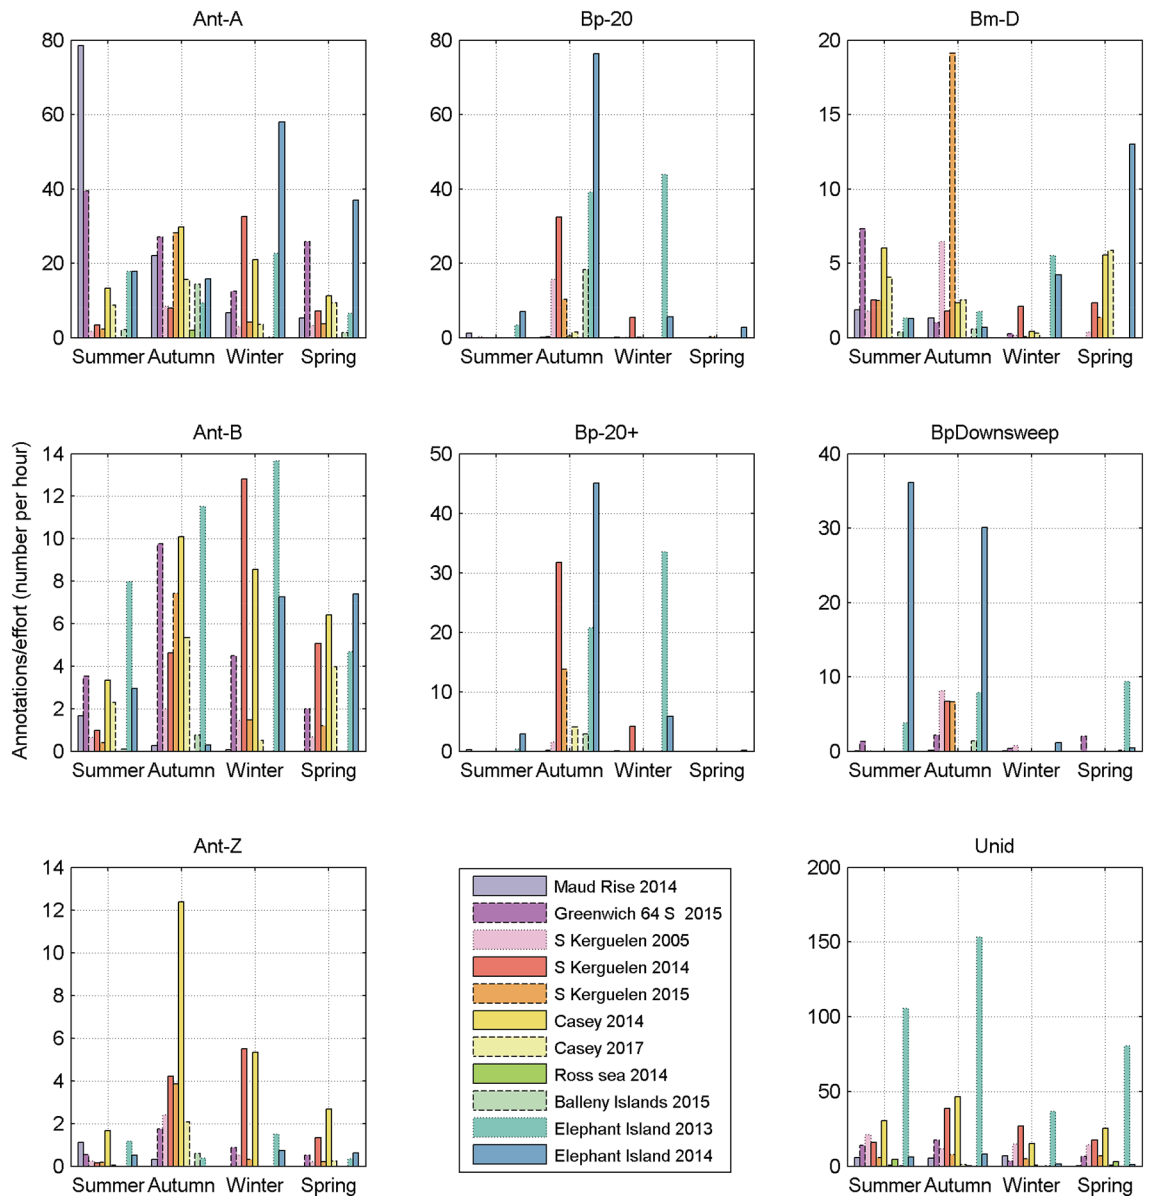 Ant-A
80
60
40
20
0
Summer Autumn Winter Spring
Bp-20
80
60
40
20
0
Summer Autumn Winter Spring
Bm-D
20
15
10
5
0
Summer Autumn Winter Spring
Annotations/effort (number per hour)
Ant-B
14
12
10
8
6
4
2
0
Summer Autumn Winter Spring
Bp-20+
50
40
30
20
10
0
Summer Autumn Winter Spring
BpDownsweep
40
30
20
10
0
Summer Autumn Winter Spring
Ant-Z
14
12
10
8
6
4
2
0
Summer Autumn Winter Spring
Maud Rise 2014
Greenwich 64 S 2015
S Kerguelen 2005
S Kerguelen 2014
S Kerguelen 2015
Casey 2014
Casey 2017
Ross sea 2014
Balleny Islands 2015
Elephant Island 2013
Elephant Island 2014
Unid
200
150
100
50
0
Summer Autumn Winter Spring